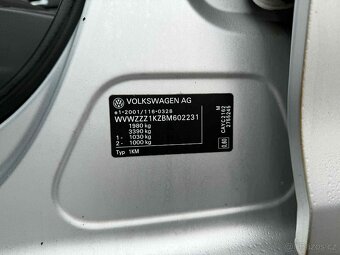 VOLKSWAGEN AG
e1*2001/116-0328
WVWZZZ1KZBM602231
1980 kg
3390 kg
1- 1030 kg
2- 1000 kg
Typ 1KM